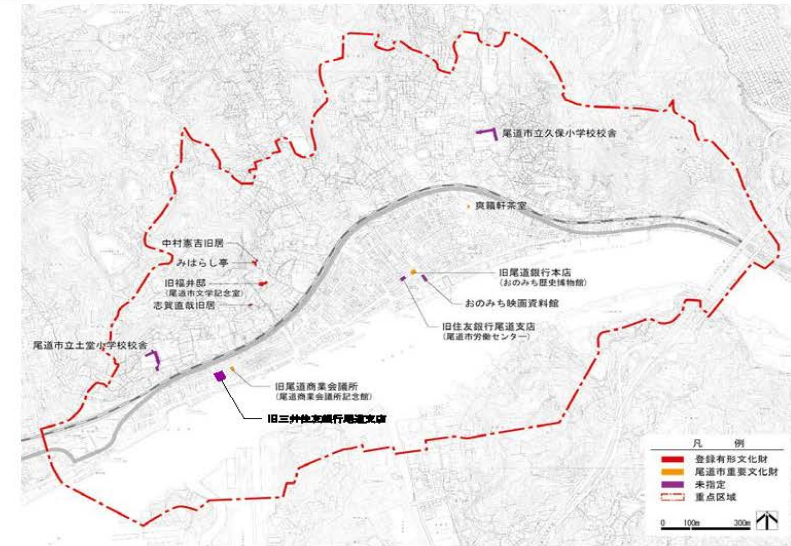 尾道市立久保小学校校舎
爽籟軒茶室
中村憲吉旧居
みはらし亭
旧福井邸
(尾道市文学記念室)
志賀直哉旧居
旧尾道銀行本店
(おのみち歴史博物館)
おのみち映画資料館
旧住友銀行尾道支店
(尾道市労働センター)
尾道市立土堂小学校校舎
旧尾道商業会議所
(尾道商業会議所記念館)
旧三井住友銀行尾道支店
凡 例
登録有形文化財
尾道市重要文化財
未指定
重点区域
0 100m 300m